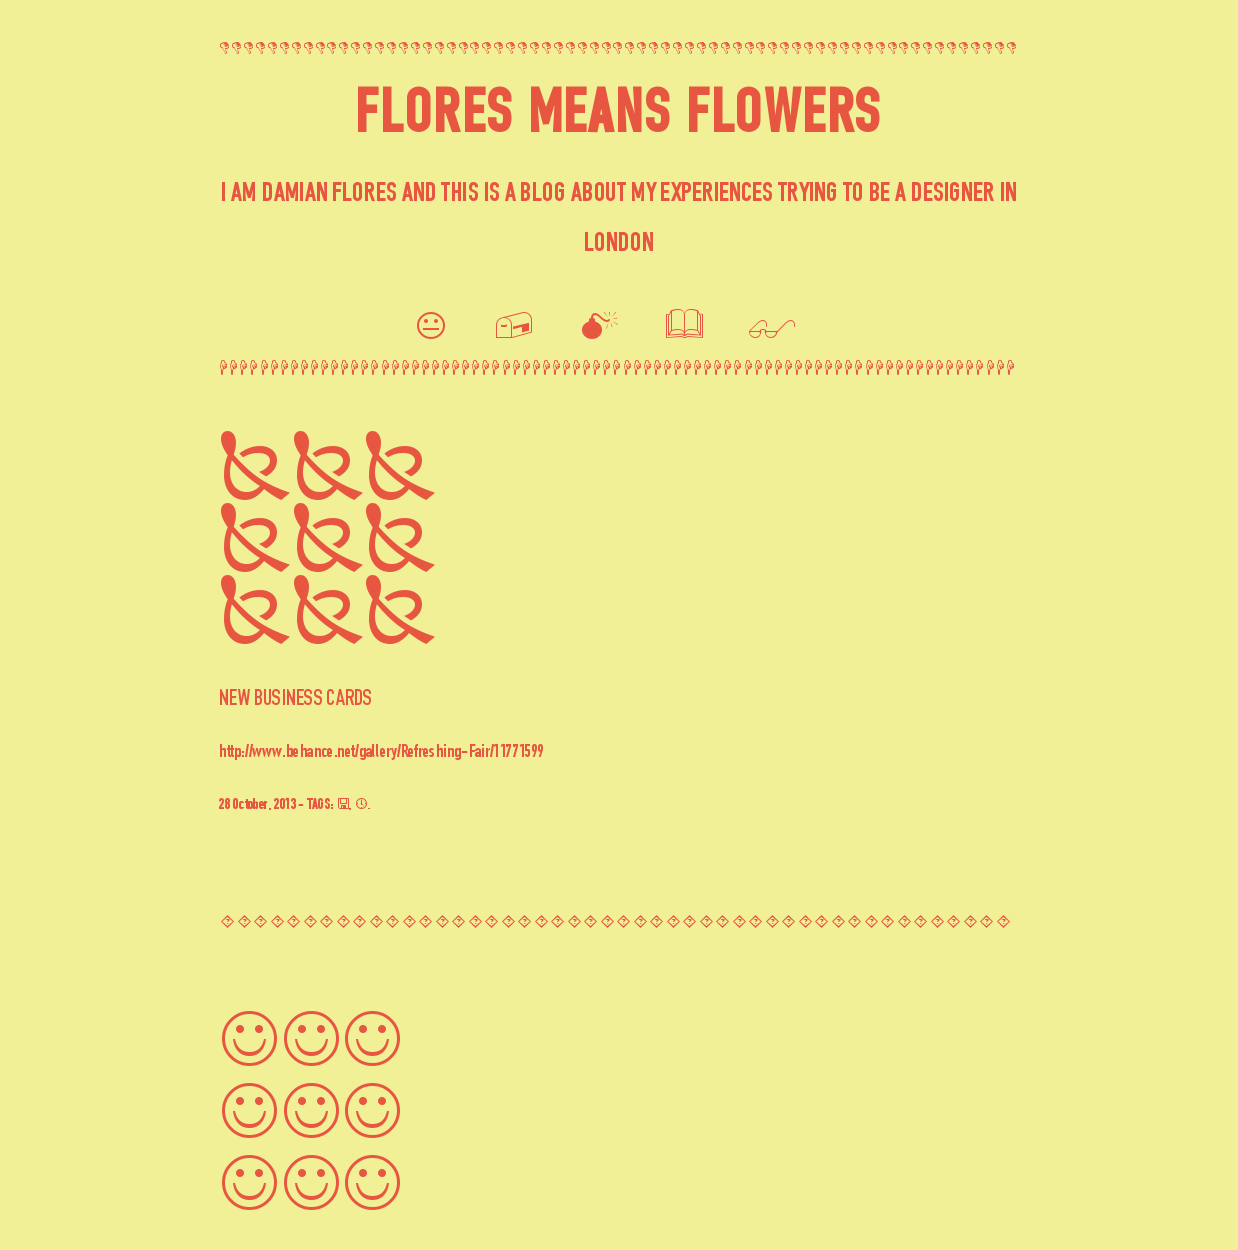 FLORES MEANS FLOWERS
I AM DAMIAN FLORES AND THIS IS A BLOG ABOUT MY EXPERIENCES TRYING TO BE A DESIGNER IN
LONDON
NEW BUSINESS CARDS
http://www.behance.net/gallery/Refreshing-Fair/11771599
28 October, 2013 - TAGS: 🖫, 🕓.